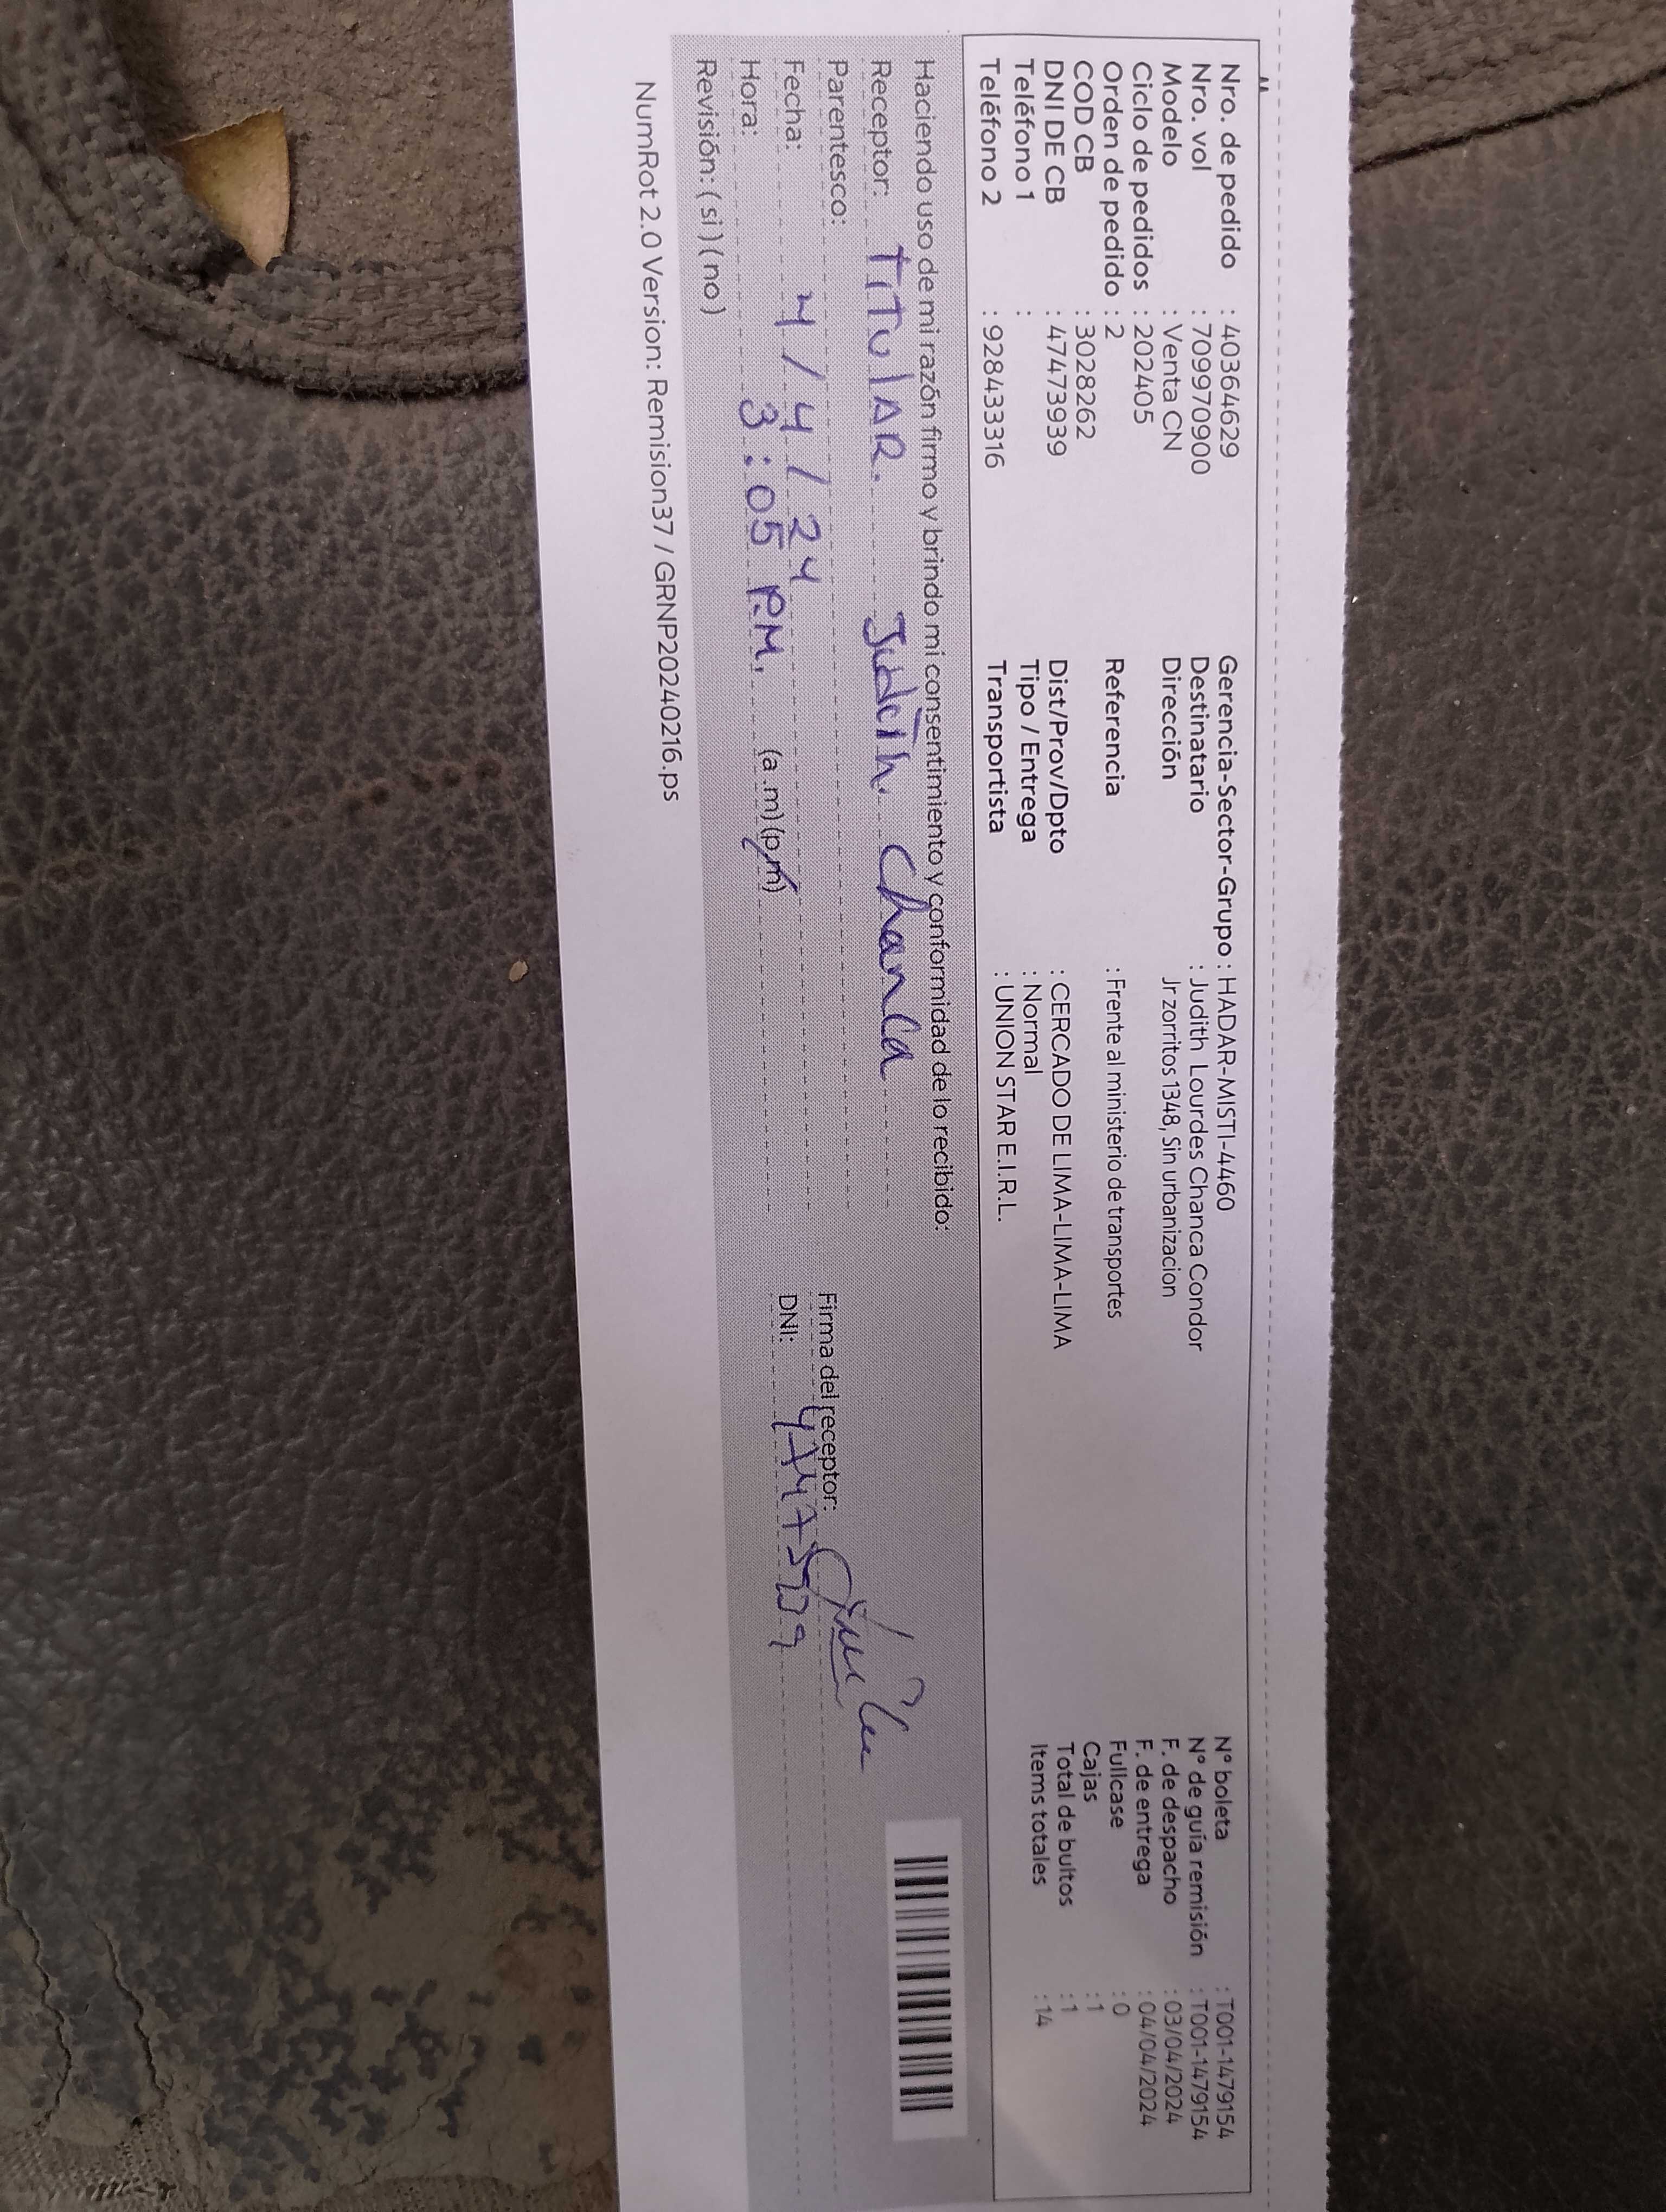 Nro. de pedido : 40364629
Nro. vol : 709970900
Modelo : Venta CN
Ciclo de pedidos : 202405
Orden de pedido : 2
COD CB : 3028262
DNI DE CB : 47473939
Teléfono 1 :
Teléfono 2 : 928433316
Gerencia-Sector-Grupo : HADAR-MISTI-4460
Destinatario : Judith Lourdes Chanca Condor
Dirección Jr zorritos 1348, Sin urbanizacion
Referencia : Frente al ministerio de transportes
Dist/Prov/Dpto : CERCADO DE LIMA-LIMA-LIMA
Tipo / Entrega : Normal
Transportista : UNION STAR E.I.R.L.
N° boleta : T001-1479154
N° de guía remisión : T001-1479154
F. de despacho : 03/04/2024
F. de entrega : 04/04/2024
Fullcase : 0
Cajas : 1
Total de bultos : 1
Items totales : 14
Haciendo uso de mi razón firmo y brindo mi consentimiento y conformidad de lo recibido:
Receptor: TiTulAR. Judith. Chanca
Parentesco:
Fecha: 4/4/24
Hora: 3:05 P.M. (a.m)(p.m)
Revisión: (si)(no)
Firma del receptor:
DNI: 47473939
NumRot 2.0 Version: Remision37 / GRNP20240216.ps